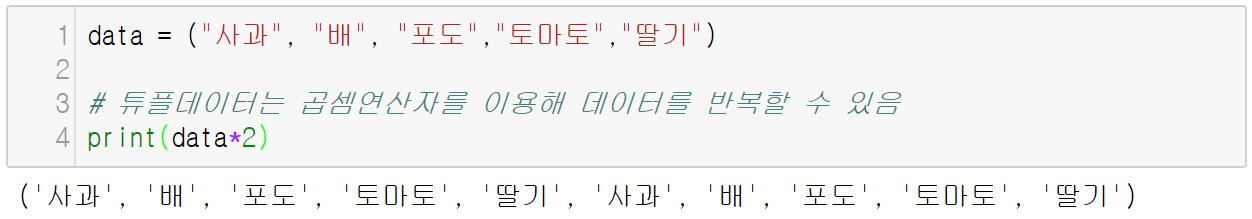 1 data = ("사과", "배", "포도","토마토","딸기")
2
3 # 튜플데이터는 곱셈연산자를 이용해 데이터를 반복할 수 있음
4 print(data*2)
('사과', '배', '포도', '토마토', '딸기', '사과', '배', '포도', '토마토', '딸기')